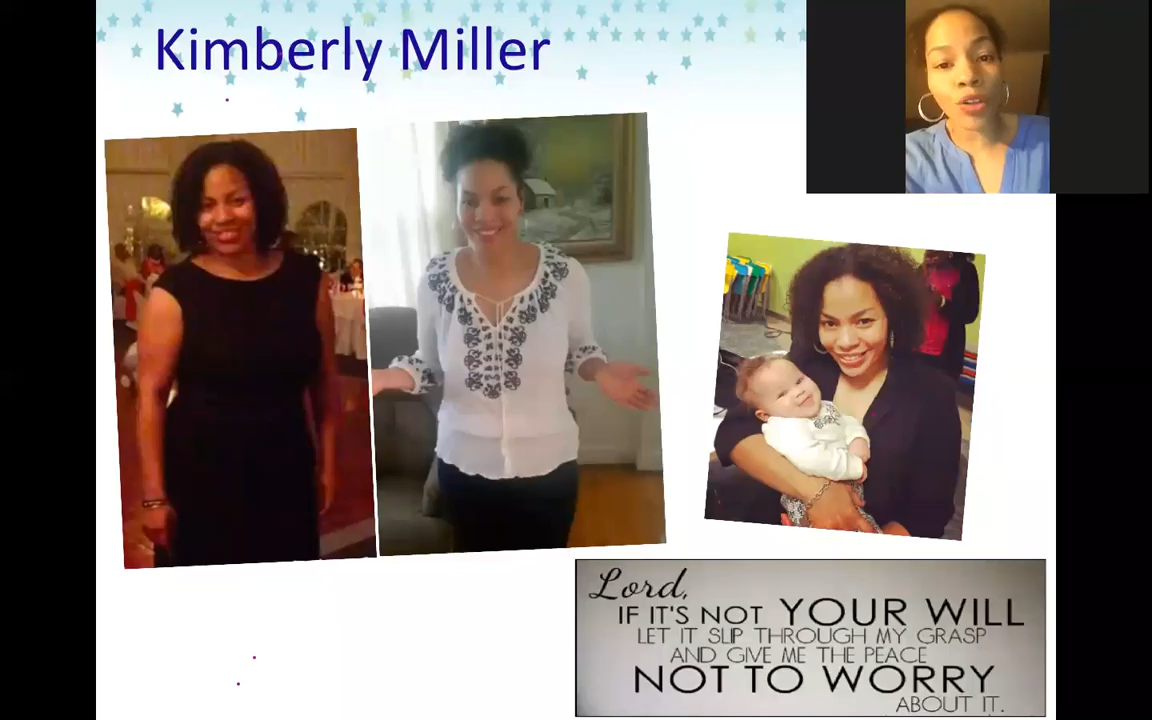 Kimberly Miller
Lord,
IF IT'S NOT YOUR WILL
LET IT SLIP THROUGH MY GRASP
AND GIVE ME THE PEACE
NOT TO WORRY
ABOUT IT.